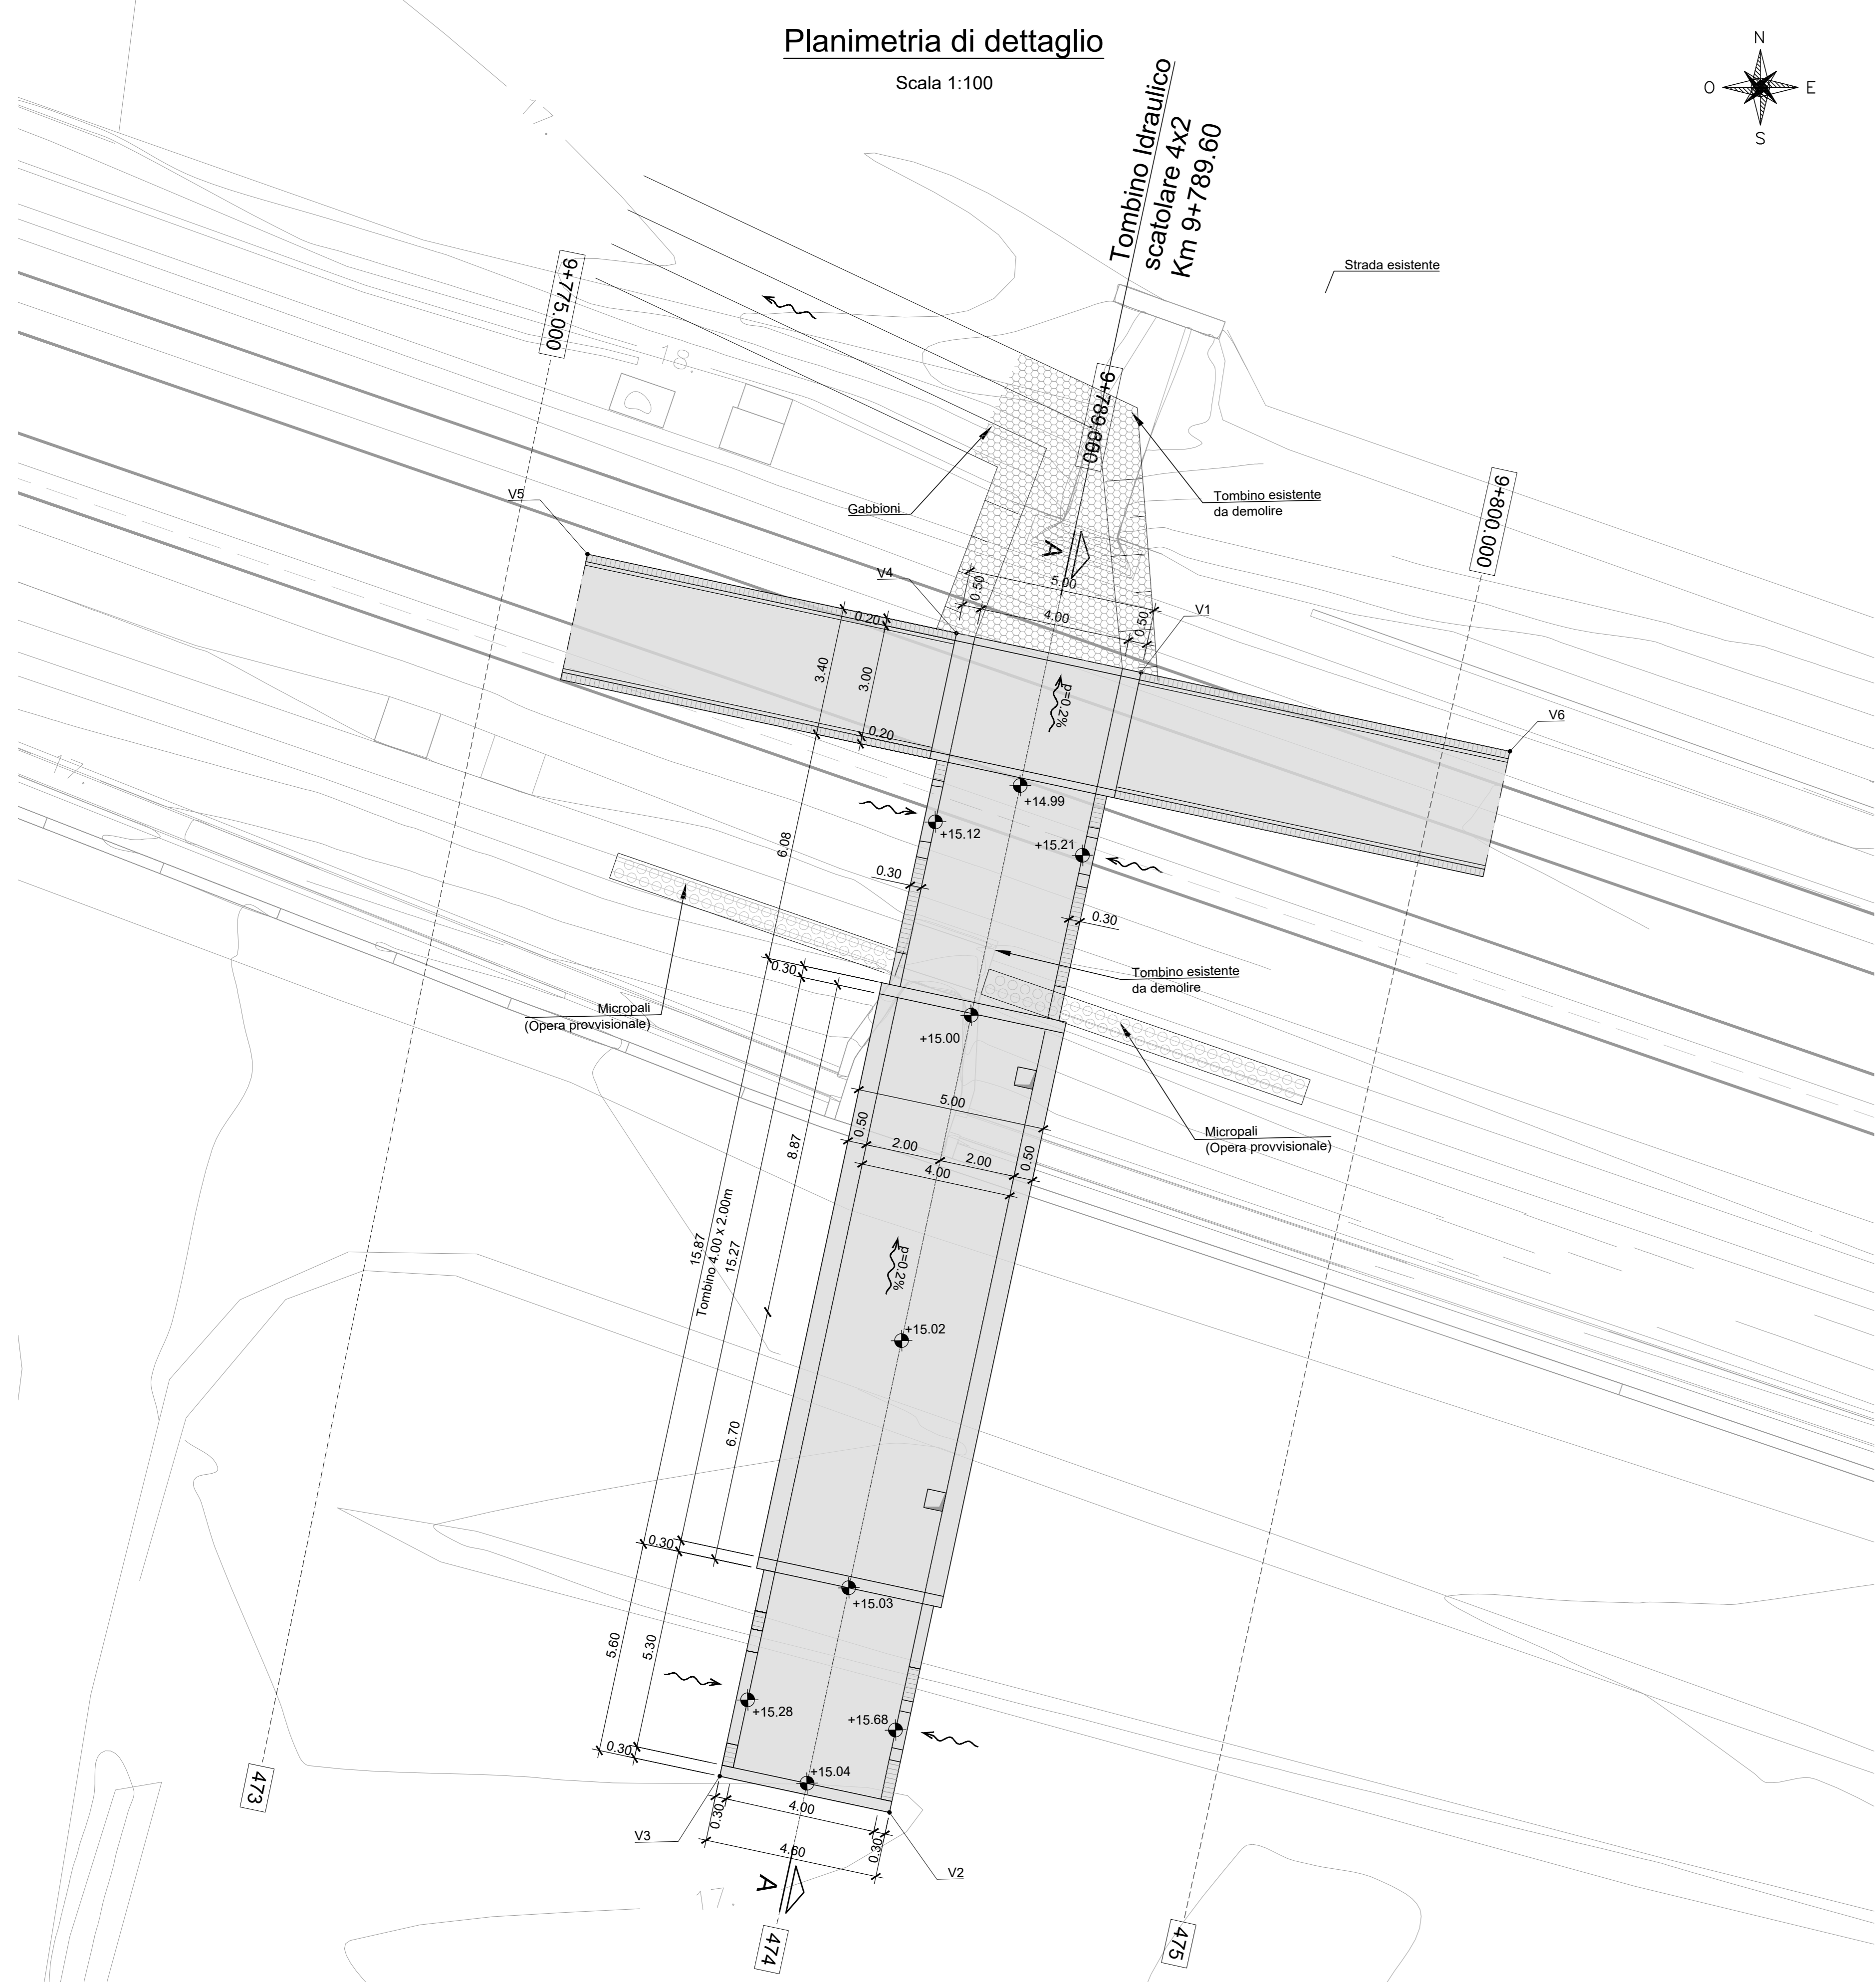 Planimetria di dettaglio
Scala 1:100
N
O
E
S
Tombino Idraulico
scatolare 4x2
Km 9+789.60
Strada esistente
17.
9+775.000
18.
9+789.600
9+800.000
V5
Gabbioni
Tombino esistente
da demolire
A
V4
0.50
5.00
4.00
0.50
V1
0.20
3.40
3.00
0.20
p=0.2%
V6
17.
+14.99
+15.12
+15.21
6.08
0.30
0.30
0.30
Tombino esistente
da demolire
Micropali
(Opera provvisionale)
+15.00
5.00
0.50
2.00
2.00
4.00
0.50
Micropali
(Opera provvisionale)
8.87
15.87
Tombino 4.00 x 2.00m
15.27
p=0.2%
+15.02
6.70
0.30
+15.03
5.60
5.30
+15.28
+15.68
0.30
+15.04
0.30
4.00
0.30
4.60
V3
V2
A
17.
473
474
475